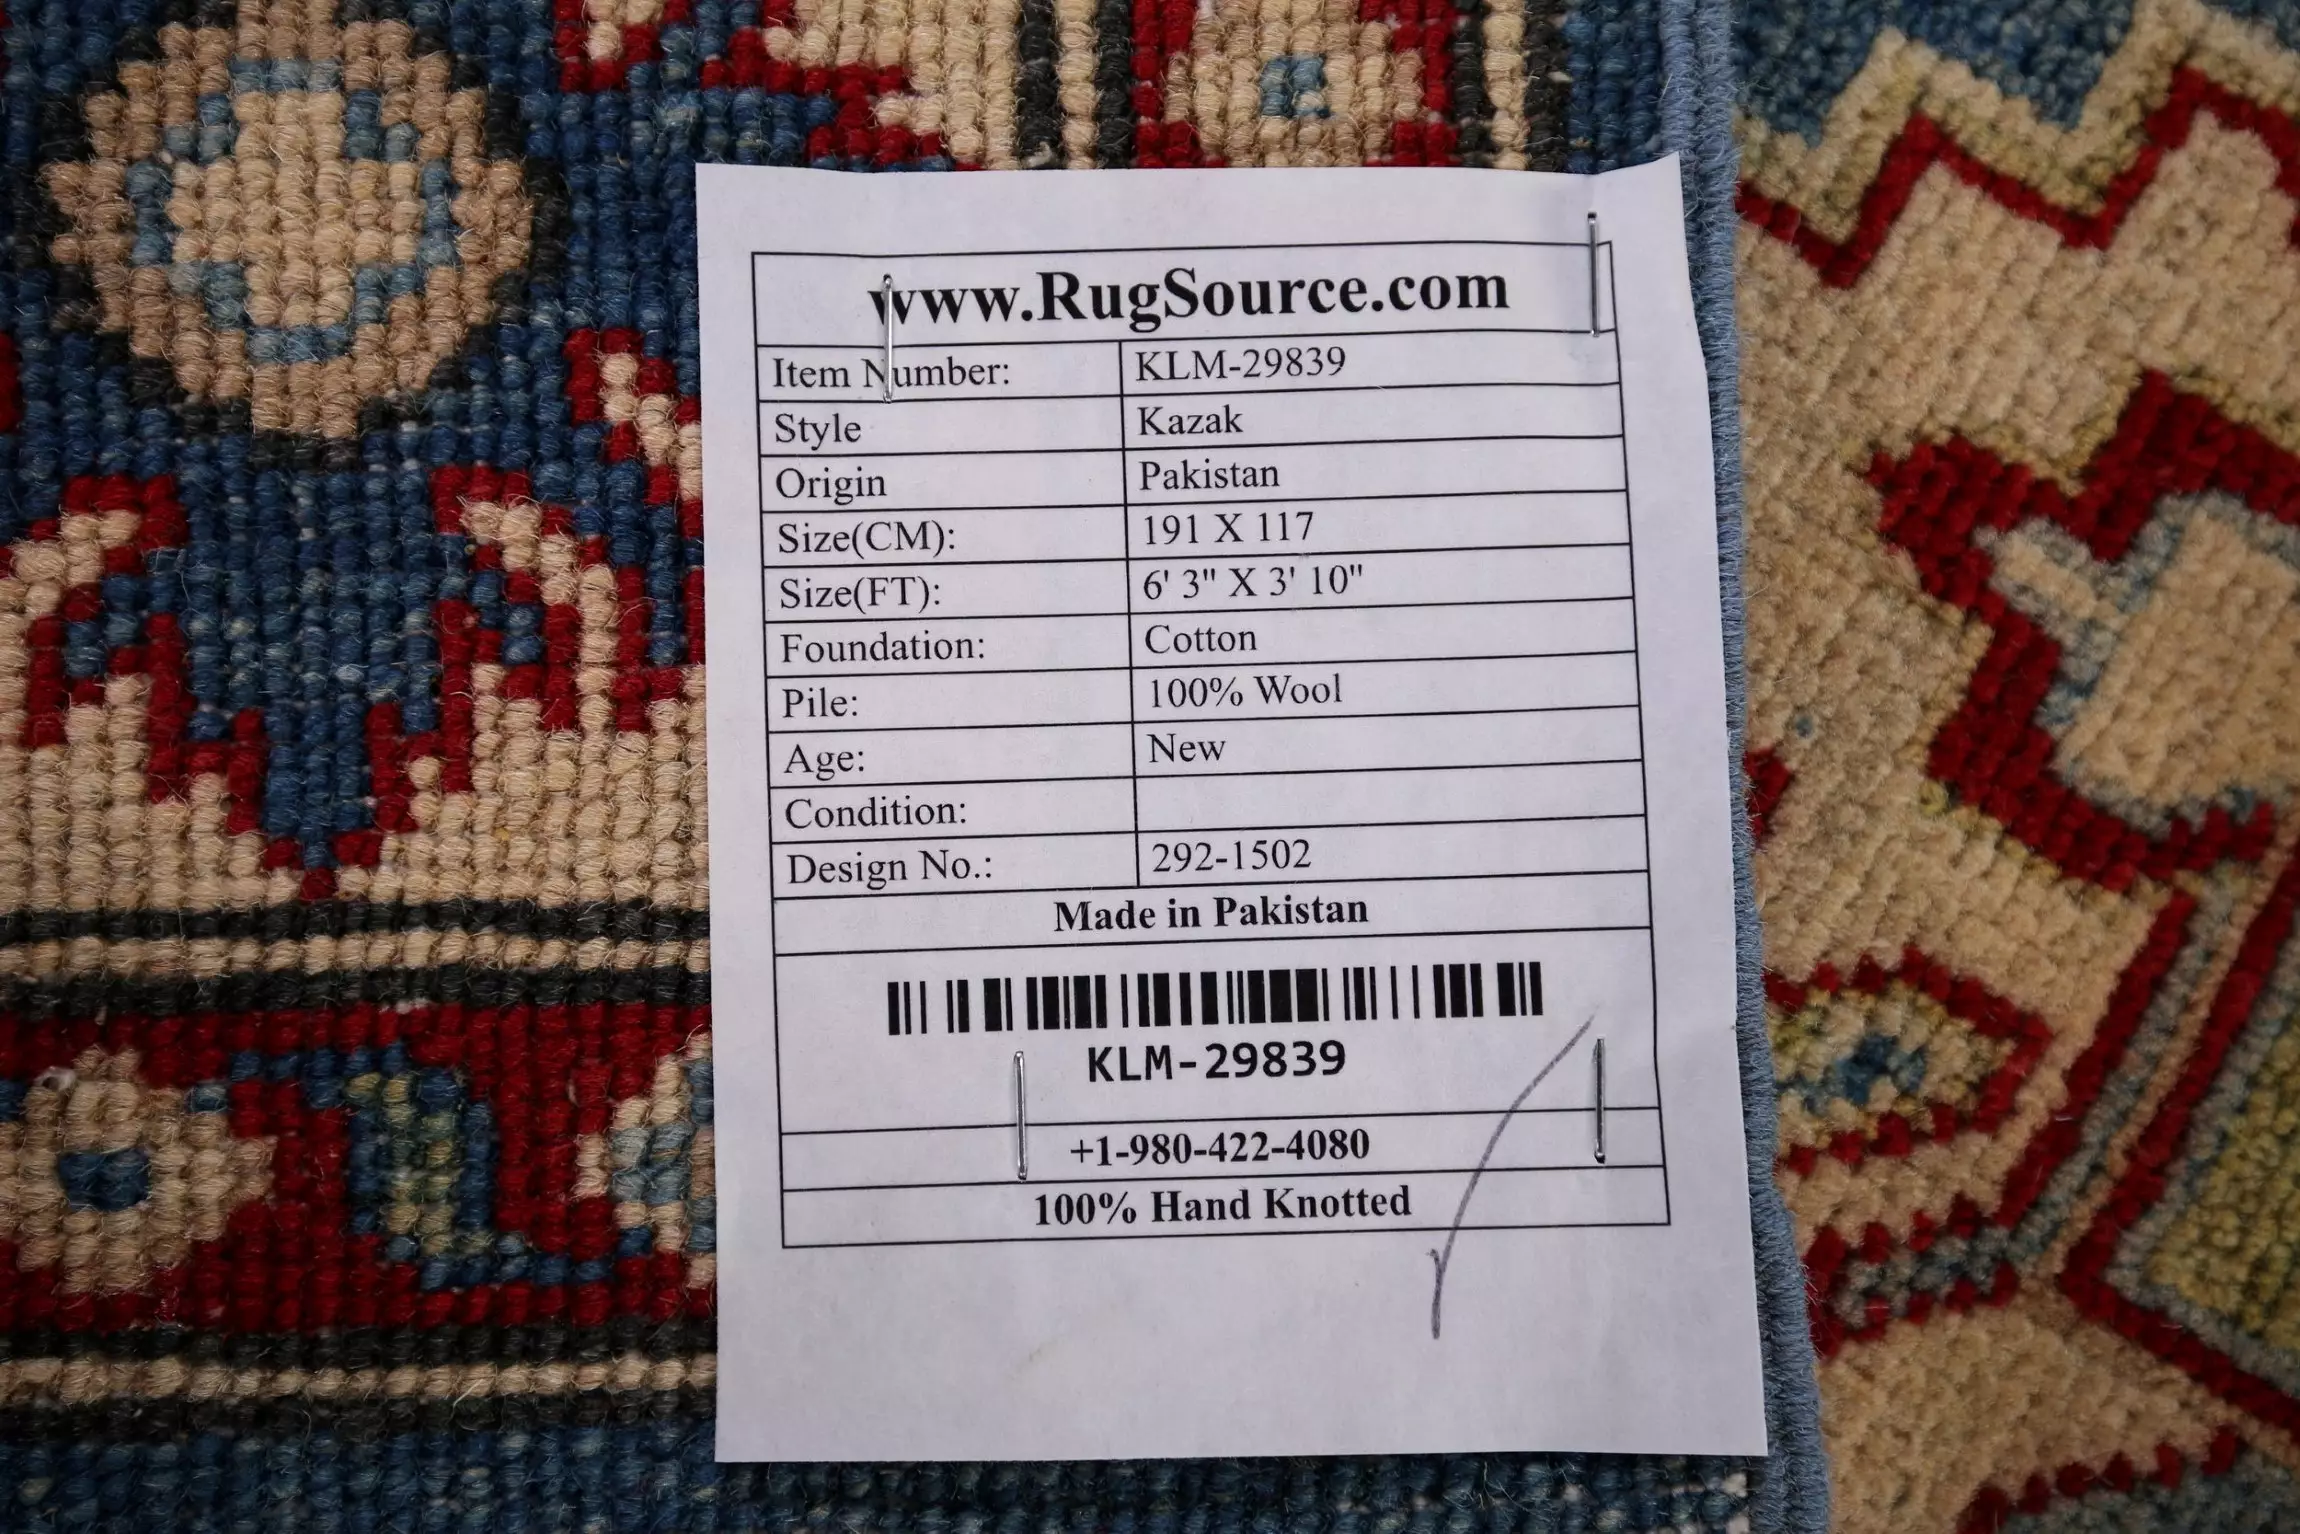 www.RugSource.com
Item Number: KLM-29839
Style Kazak
Origin Pakistan
Size(CM): 191 X 117
Size(FT): 6' 3" X 3' 10"
Foundation: Cotton
Pile: 100% Wool
Age: New
Condition:
Design No.: 292-1502
Made in Pakistan
KLM-29839
+1-980-422-4080
100% Hand Knotted